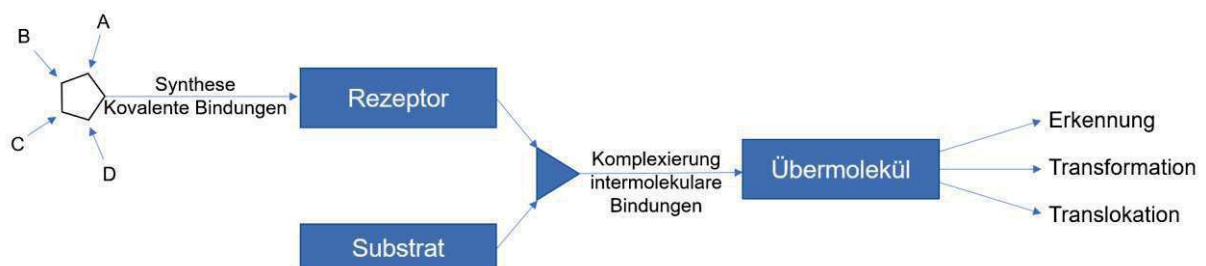 A
B
C
D
Synthese
Kovalente Bindungen
Rezeptor
Substrat
Komplexierung
intermolekulare
Bindungen
Übermolekül
Erkennung
Transformation
Translokation